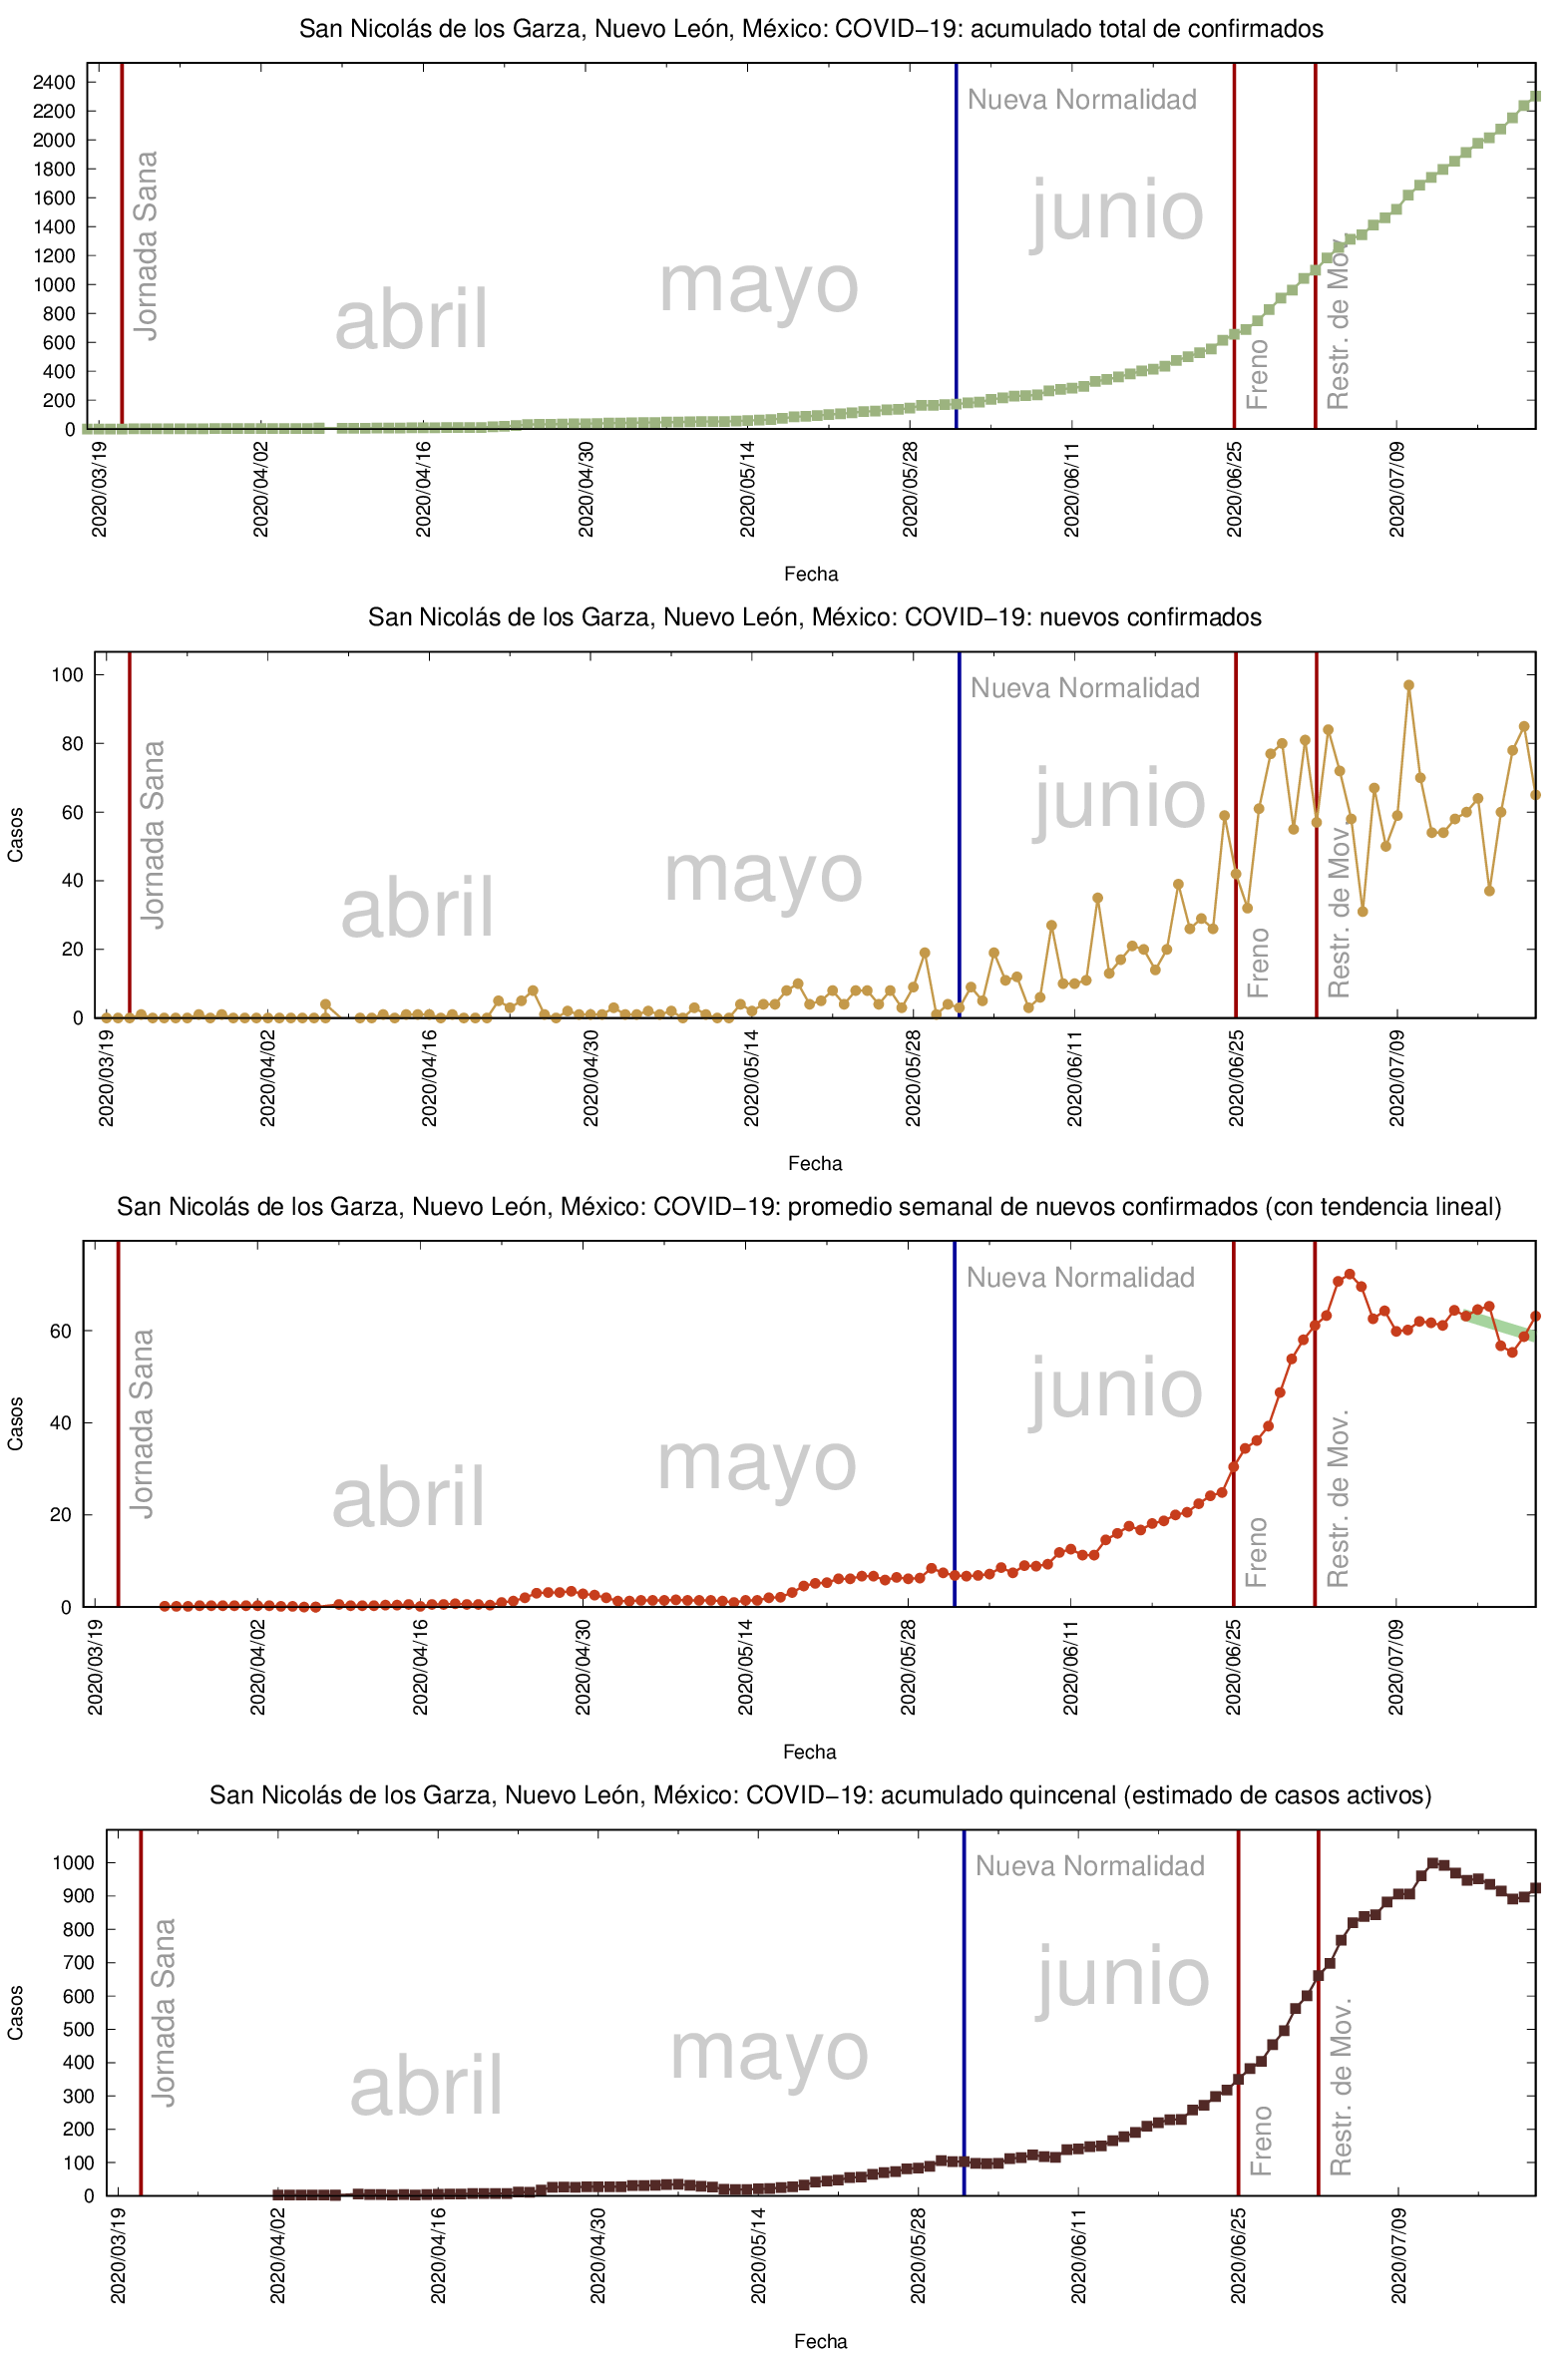 San Nicolás de los Garza, Nuevo León, México: COVID−19: acumulado total de confirmados
2400
2200
2000
1800
1600
1400
1200
1000
800
600
400
200
0
Jornada Sana
abril
mayo
Nueva Normalidad
junio
Freno
Restr. de Mov.
2020/03/19
2020/04/02
2020/04/16
2020/04/30
2020/05/14
2020/05/28
2020/06/11
2020/06/25
2020/07/09
Fecha
San Nicolás de los Garza, Nuevo León, México: COVID−19: nuevos confirmados
Casos
100
80
60
40
20
0
Jornada Sana
abril
mayo
Nueva Normalidad
junio
Freno
Restr. de Mov.
2020/03/19
2020/04/02
2020/04/16
2020/04/30
2020/05/14
2020/05/28
2020/06/11
2020/06/25
2020/07/09
Fecha
San Nicolás de los Garza, Nuevo León, México: COVID−19: promedio semanal de nuevos confirmados (con tendencia lineal)
Casos
60
40
20
0
Jornada Sana
abril
mayo
Nueva Normalidad
junio
Freno
Restr. de Mov.
2020/03/19
2020/04/02
2020/04/16
2020/04/30
2020/05/14
2020/05/28
2020/06/11
2020/06/25
2020/07/09
Fecha
San Nicolás de los Garza, Nuevo León, México: COVID−19: acumulado quincenal (estimado de casos activos)
Casos
1000
900
800
700
600
500
400
300
200
100
0
Jornada Sana
abril
mayo
Nueva Normalidad
junio
Freno
Restr. de Mov.
2020/03/19
2020/04/02
2020/04/16
2020/04/30
2020/05/14
2020/05/28
2020/06/11
2020/06/25
2020/07/09
Fecha